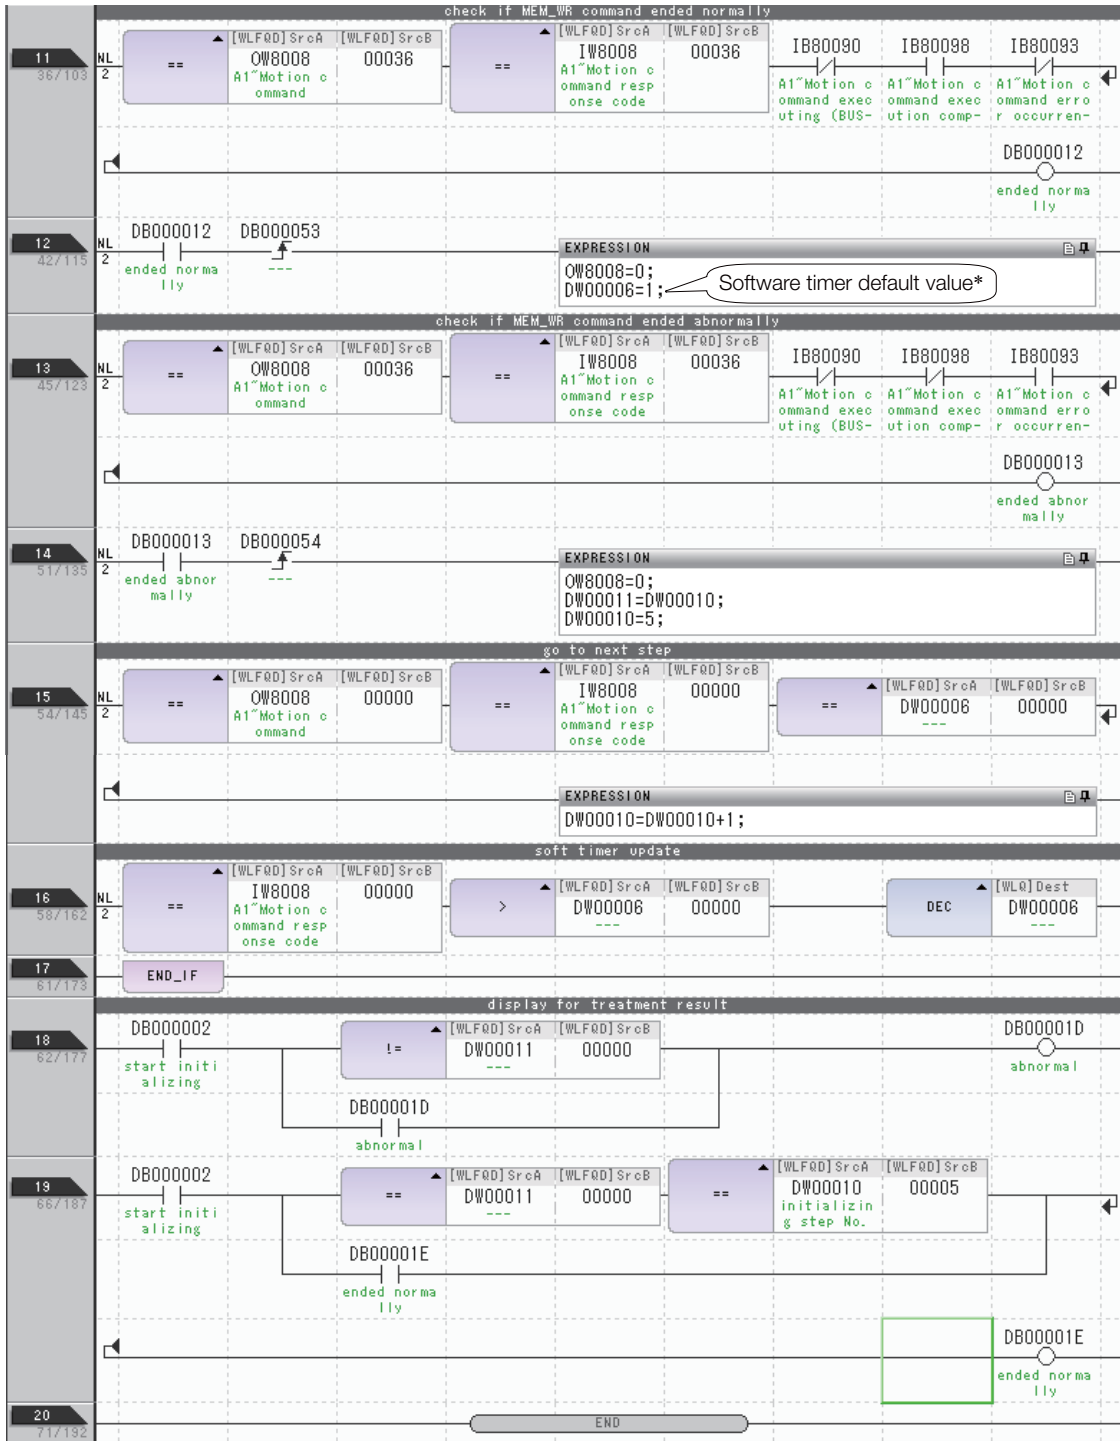 check if MEM_WR command ended normally
11
36/103
NL
2
==
[WLFQD]SrcA [WLFQD]SrcB
OW8008 00036
A1~Motion c
ommand
==
[WLFQD]SrcA [WLFQD]SrcB
IW8008 00036
A1~Motion c
ommand resp
onse code
IB80090 IB80098 IB80093
A1~Motion c A1~Motion c A1~Motion c
ommand exec ommand exec ommand erro
uting (BUS- ution comp- r occurren-
DB000012
ended norma
lly
12
42/115
NL
2
DB000012 DB000053
ended norma ---
lly
EXPRESSION
OW8008=0;
DW00006=1;
Software timer default value*
check if MEM_WR command ended abnormally
13
45/123
NL
2
==
[WLFQD]SrcA [WLFQD]SrcB
OW8008 00036
A1~Motion c
ommand
==
[WLFQD]SrcA [WLFQD]SrcB
IW8008 00036
A1~Motion c
ommand resp
onse code
IB80090 IB80098 IB80093
A1~Motion c A1~Motion c A1~Motion c
ommand exec ommand exec ommand erro
uting (BUS- ution comp- r occurren-
DB000013
ended abnor
mally
14
51/135
NL
2
DB000013 DB000054
ended abnor ---
mally
EXPRESSION
OW8008=0;
DW00011=DW00010;
DW00010=5;
go to next step
15
54/145
NL
2
==
[WLFQD]SrcA [WLFQD]SrcB
OW8008 00000
A1~Motion c
ommand
==
[WLFQD]SrcA [WLFQD]SrcB
IW8008 00000
A1~Motion c
ommand resp
onse code
==
[WLFQD]SrcA [WLFQD]SrcB
DW00006 00000
---
EXPRESSION
DW00010=DW00010+1;
soft timer update
16
58/162
NL
2
==
[WLFQD]SrcA [WLFQD]SrcB
IW8008 00000
A1~Motion c
ommand resp
onse code
>
[WLFQD]SrcA [WLFQD]SrcB
DW00006 00000
---
DEC
[WLQ]Dest
DW00006
---
17
61/173
END_IF
display for treatment result
18
62/177
DB000002
start initi
alizing
!=
[WLFQD]SrcA [WLFQD]SrcB
DW00011 00000
---
DB00001D
abnormal
DB00001D
abnormal
19
66/187
DB000002
start initi
alizing
==
[WLFQD]SrcA [WLFQD]SrcB
DW00011 00000
---
==
[WLFQD]SrcA [WLFQD]SrcB
DW00010 00005
initializin
g step No.
DB00001E
ended norma
lly
DB00001E
ended norma
lly
20
71/192
END